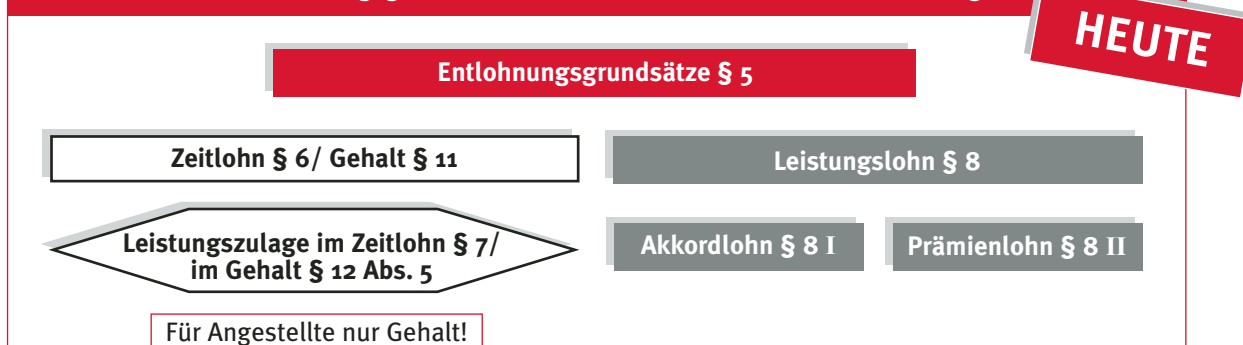 HEUTE
Entlohnungsgrundsätze § 5
Zeitlohn § 6/ Gehalt § 11
Leistungslohn § 8
Leistungszulage im Zeitlohn § 7/
im Gehalt § 12 Abs. 5
Akkordlohn § 8 I
Prämienlohn § 8 II
Für Angestellte nur Gehalt!